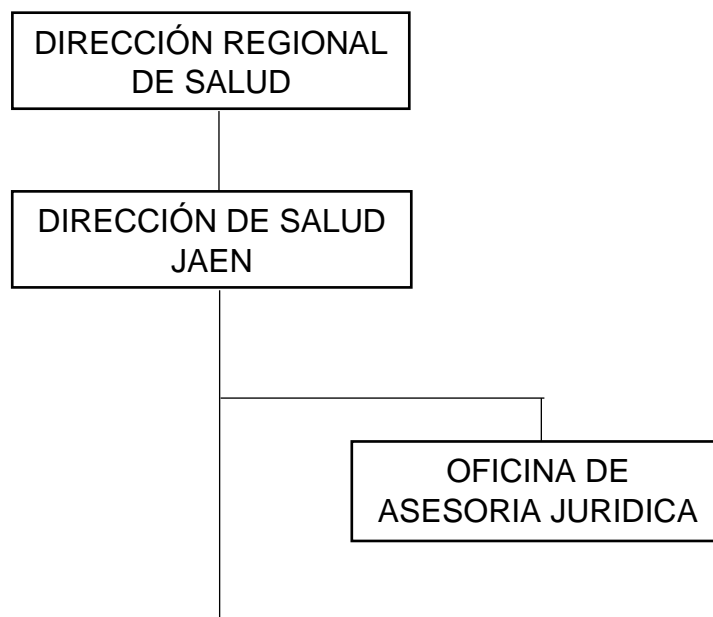 DIRECCIÓN REGIONAL
DE SALUD
DIRECCIÓN DE SALUD
JAEN
OFICINA DE
ASESORIA JURIDICA